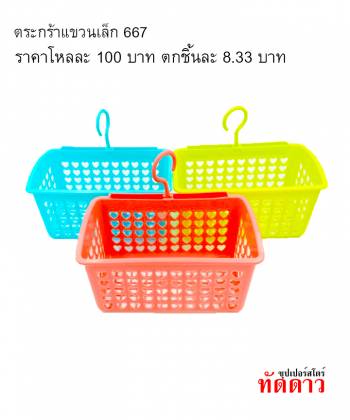 ตระกร้าแขวนเล็ก 667
ราคาโหลละ 100 บาท ตกชิ้นละ 8.33 บาท
ซุปเปอร์สโตร์
ทัดดาว